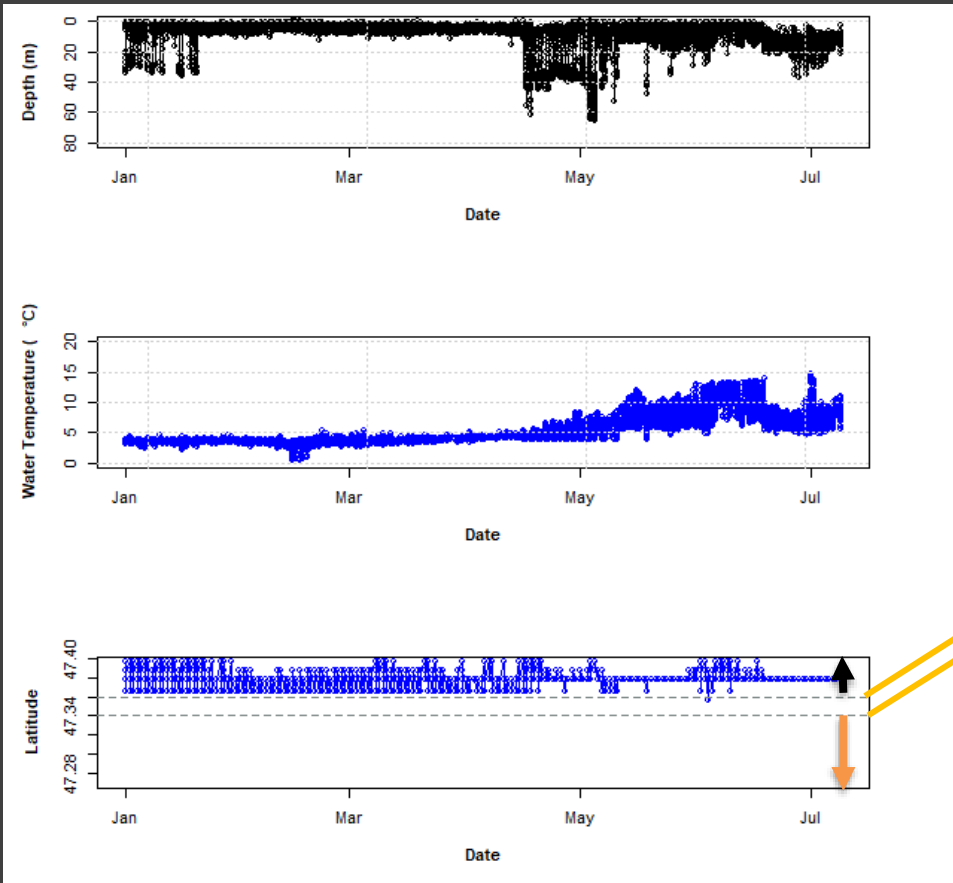 Depth (m)
0
20
40
60
80
Jan Mar May Jul
Date
Water Temperature ( °C)
20
15
10
5
0
Jan Mar May Jul
Date
Latitude
47.40
47.34
47.28
Jan Mar May Jul
Date